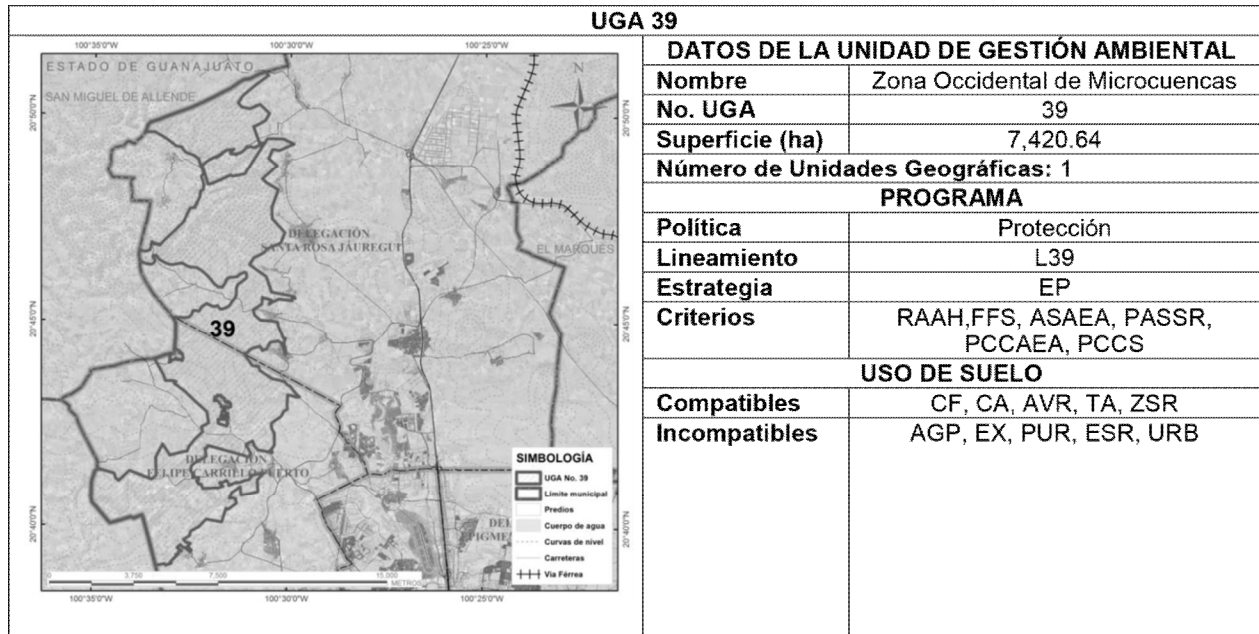 UGA 39
100°35'0"W 100°30'0"W 100°25'0"W
ESTADO DE GUANAJUATO
N
SAN MIGUEL DE ALLENDE
20°50'0"N 20°50'0"N
DELEGACIÓN
SANTA ROSA JÁUREGUI
EL MARQUÉS
20°45'0"N 20°45'0"N
39
DELEGACIÓN
FELIPE CARRILLO PUERTO
20°40'0"N 20°40'0"N
SIMBOLOGÍA
UGA No. 39
Límite municipal
Predios
Cuerpo de agua
Curvas de nivel
Carreteras
Vía Férrea
0 3,750 7,500 15,000
METROS
100°35'0"W 100°30'0"W 100°25'0"W
DATOS DE LA UNIDAD DE GESTIÓN AMBIENTAL
Nombre Zona Occidental de Microcuencas
No. UGA 39
Superficie (ha) 7,420.64
Número de Unidades Geográficas: 1
PROGRAMA
Política Protección
Lineamiento L39
Estrategia EP
Criterios RAAH,FFS, ASAEA, PASSR,
PCCAEA, PCCS
USO DE SUELO
Compatibles CF, CA, AVR, TA, ZSR
Incompatibles AGP, EX, PUR, ESR, URB